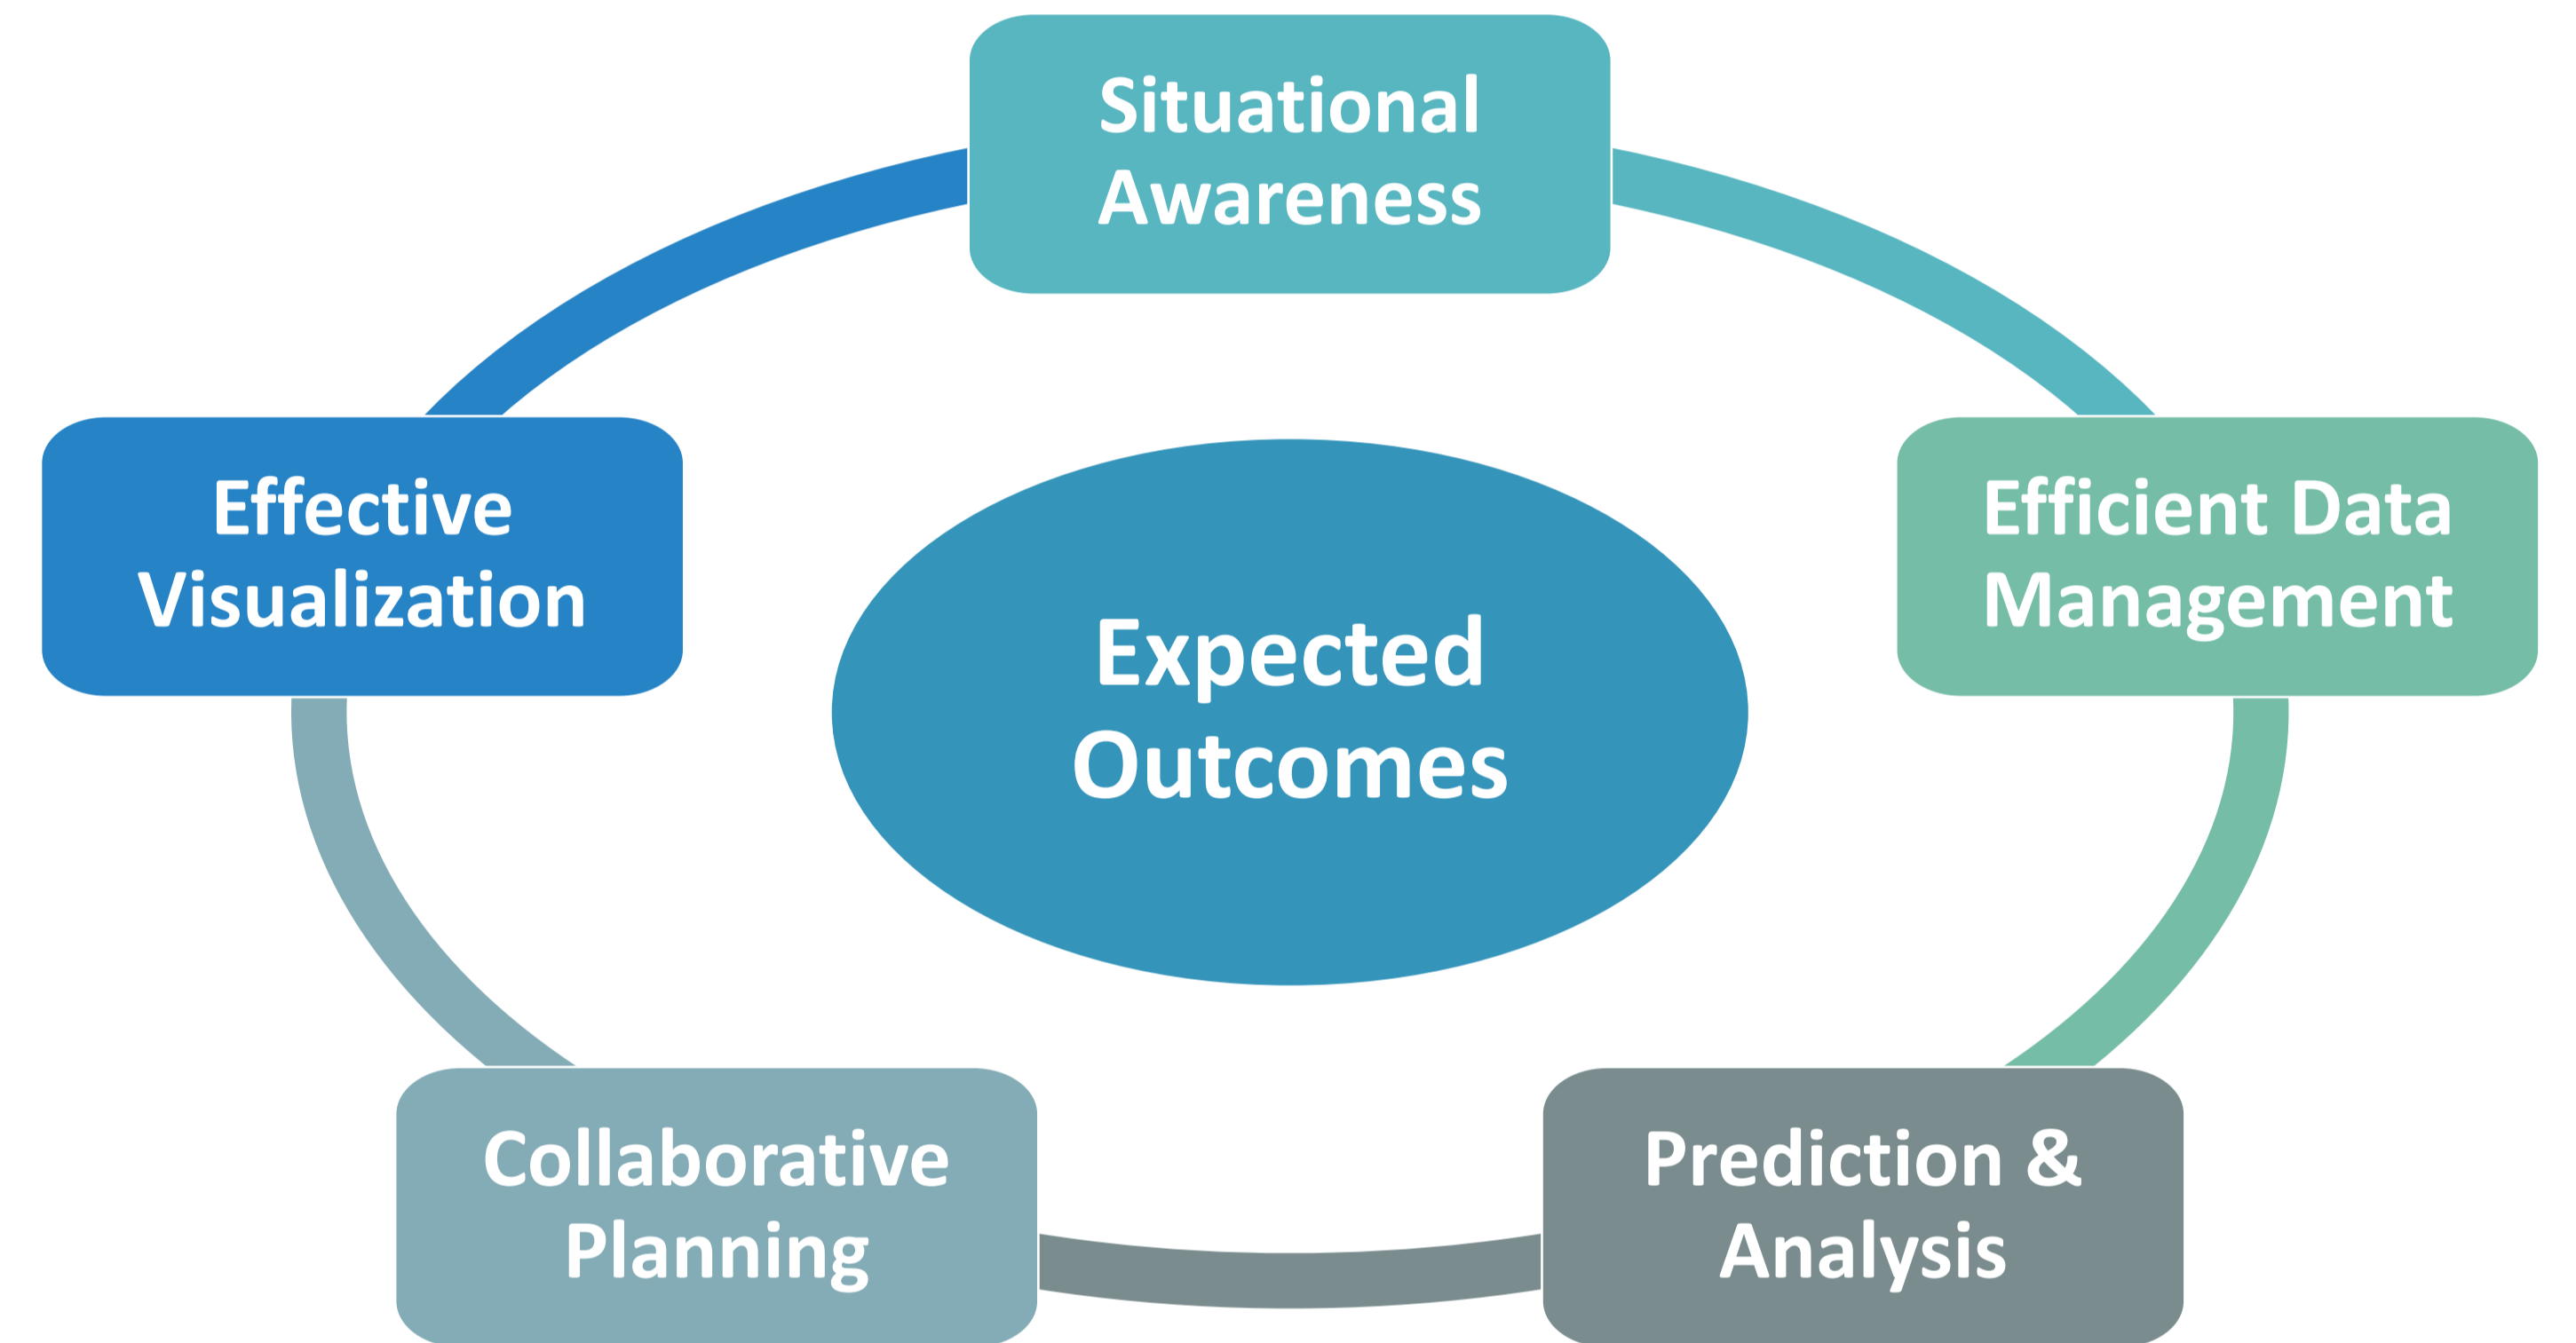 Situational
Awareness
Effective
Visualization
Efficient Data
Management
Expected
Outcomes
Collaborative
Planning
Prediction &
Analysis